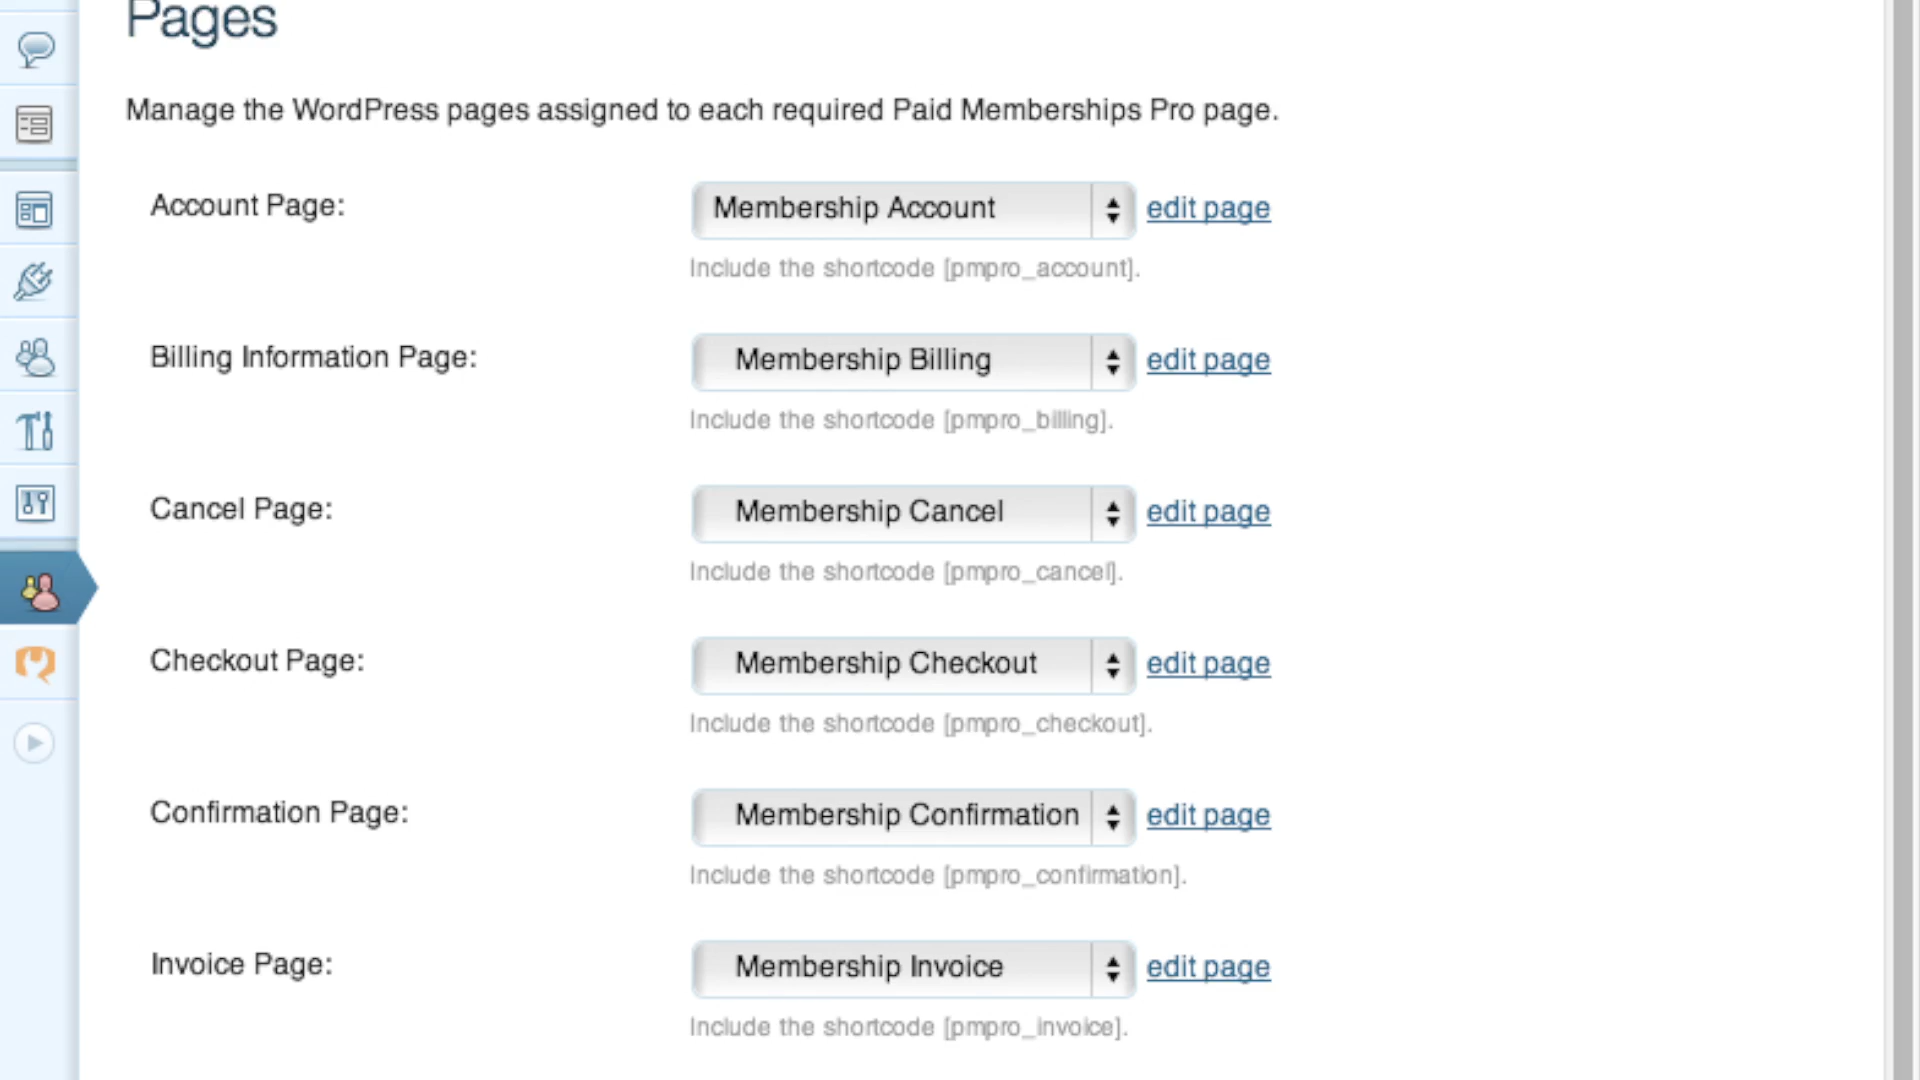 Pages
Manage the WordPress pages assigned to each required Paid Memberships Pro page.
Account Page: Membership Account edit page
Include the shortcode [pmpro_account].
Billing Information Page: Membership Billing edit page
Include the shortcode [pmpro_billing].
Cancel Page: Membership Cancel edit page
Include the shortcode [pmpro_cancel].
Checkout Page: Membership Checkout edit page
Include the shortcode [pmpro_checkout].
Confirmation Page: Membership Confirmation edit page
Include the shortcode [pmpro_confirmation].
Invoice Page: Membership Invoice edit page
Include the shortcode [pmpro_invoice].